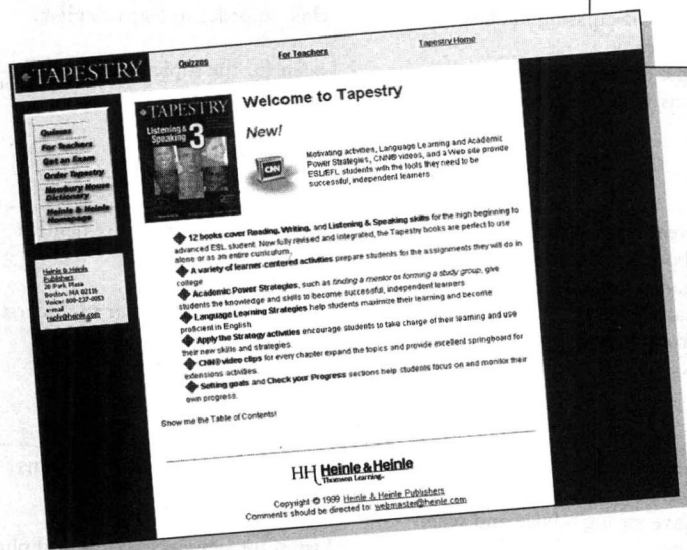 TAPESTRY
Quizzes
For Teachers
Tapestry Home
Quizzes
For Teachers
Get an Exam
Order Tapestry
Newbury House
Dictionary
Heinle & Heinle
Homepage
Heinle & Heinle
Publishers
20 Park Plaza
Boston, MA 02116
Voice: 800-237-0053
e-mail
reply@heinle.com
TAPESTRY
Listening &
Speaking 3
Welcome to Tapestry
New!
CNN
Motivating activities, Language Learning and Academic
Power Strategies, CNN® videos, and a Web site provide
ESL/EFL students with the tools they need to be
successful, independent learners.
12 books cover Reading, Writing, and Listening & Speaking skills for the high beginning to
advanced ESL student. Now fully revised and integrated, the Tapestry books are perfect to use
alone or as an entire curriculum.
A variety of learner-centered activities prepare students for the assignments they will do in
college
Academic Power Strategies, such as finding a mentor or forming a study group, give
students the knowledge and skills to become successful, independent learners
Language Learning Strategies help students maximize their learning and become
proficient in English.
Apply the Strategy activities encourage students to take charge of their learning and use
their new skills and strategies.
CNN® video clips for every chapter expand the topics and provide excellent springboard for
extensions activities.
Setting goals and Check your Progress sections help students focus on and monitor their
own progress.
Show me the Table of Contents!
HH Heinle & Heinle
Thomson Learning™
Copyright © 1999 Heinle & Heinle Publishers
Comments should be directed to: webmaster@heinle.com